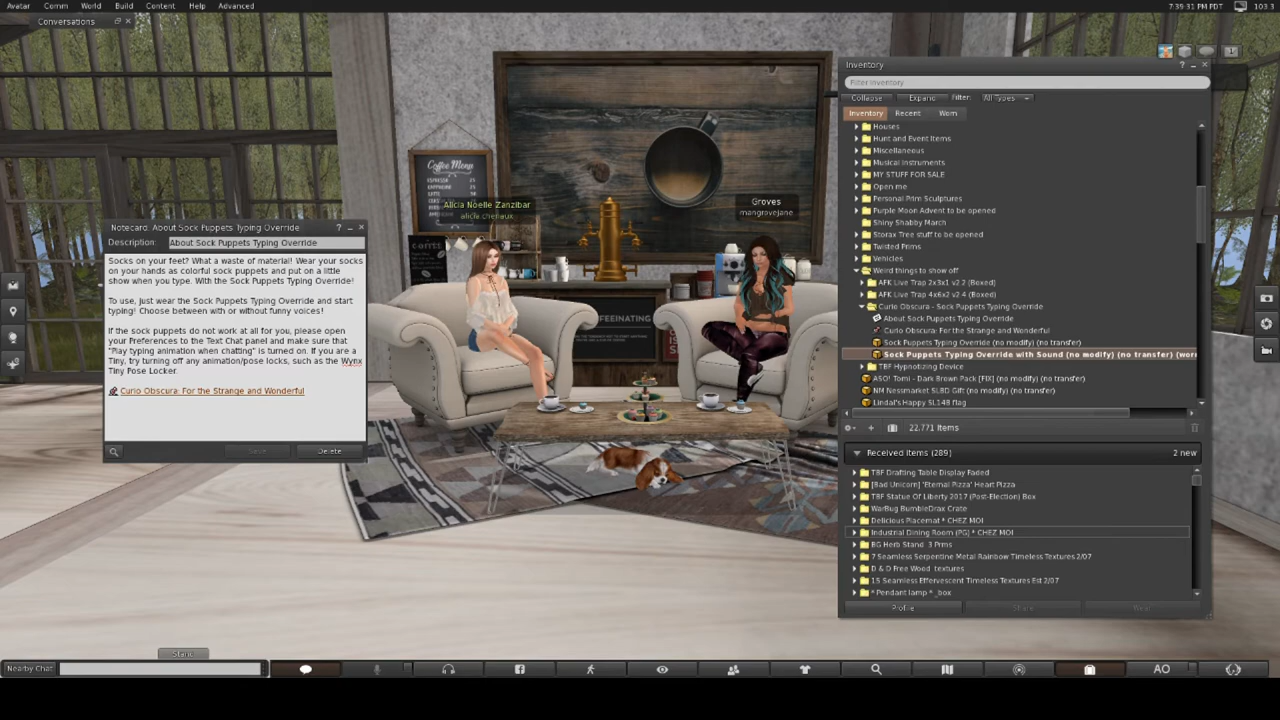 Avatar Comm World Build Content Help Advanced
7:39:31 PM PDT 103.3
Conversations
Coffee Menu
ESPRESSO
Alicia Noelle Zanzibar
alicia.chenaux
Groves
mangrovejane
FEEINATING
Notecard: About Sock Puppets Typing Override ?
Description: About Sock Puppets Typing Override
Socks on your feet? What a waste of material! Wear your socks
on your hands as colorful sock puppets and put on a little
show when you type. With the Sock Puppets Typing Override!
To use, just wear the Sock Puppets Typing Override and start
typing! Choose between with or without funny voices!
If the sock puppets do not work at all for you, please open
your Preferences to the Text Chat panel and make sure that
"Play typing animation when chatting" is turned on. If you are a
Tiny, try turning off any animation/pose locks, such as the Wynx
Tiny Pose Locker.
Curio Obscura: For the Strange and Wonderful
Save Delete
Inventory ?
Filter Inventory
Collapse Expand Filter: All Types
Inventory Recent Worn
Houses
Hunt and Event Items
Miscellaneous
Musical Instruments
MY STUFF FOR SALE
Open me
Personal Prim Sculptures
Purple Moon Advent to be opened
Shiny Shabby March
Storax Tree stuff to be opened
Twisted Prims
Vehicles
Weird things to show off
AFK Live Trap 2x3x1 v2.2 (Boxed)
AFK Live Trap 4x6x2 v2.4 (Boxed)
Curio Obscura - Sock Puppets Typing Override
About Sock Puppets Typing Override
Curio Obscura: For the Strange and Wonderful
Sock Puppets Typing Override (no modify) (no transfer)
Sock Puppets Typing Override with Sound (no modify) (no transfer) (wor
TBF Hypnotizing Device
ASO! Tomi - Dark Brown Pack [FIX] (no modify) (no transfer)
NM Nessmarket SLBD Gift (no modify) (no transfer)
Lindal's Happy SL14B flag
22,771 Items
Received Items (289) 2 new
TBF Drafting Table Display Faded
[Bad Unicorn] 'Eternal Pizza' Heart Pizza
TBF Statue Of Liberty 2017 (Post-Election) Box
WarBug BumbleDrax Crate
Delicious Placemat * CHEZ MOI
Industrial Dining Room (PG) * CHEZ MOI
BG Herb Stand 3 Prms
7 Seamless Serpentine Metal Rainbow Timeless Textures 2/07
D & D Free Wood textures
15 Seamless Effervescent Timeless Textures Est 2/07
* Pendant lamp *_box
Profile Share Wear
Stand
Nearby Chat
AO